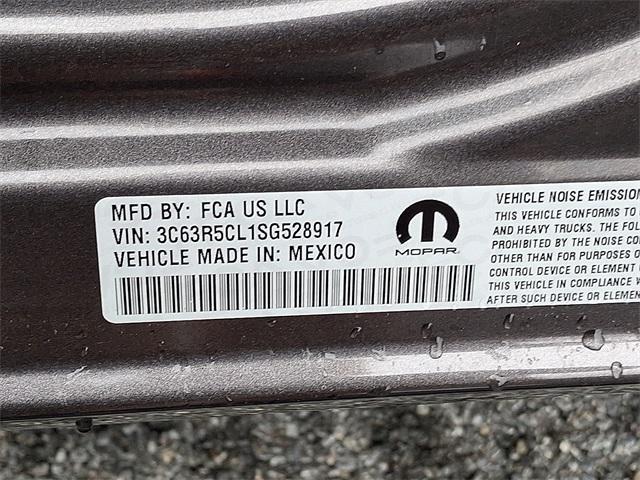 MFD BY: FCA US LLC
VIN: 3C63R5CL1SG528917
VEHICLE MADE IN: MEXICO
MOPAR
VEHICLE NOISE EMISSION
THIS VEHICLE CONFORMS TO
AND HEAVY TRUCKS. THE FO
PROHIBITED BY THE NOISE CO
OTHER THAN FOR PURPOSES O
CONTROL DEVICE OR ELEMENT
THIS VEHICLE IN COMPLIANCE W
AFTER SUCH DEVICE OR ELEMEN